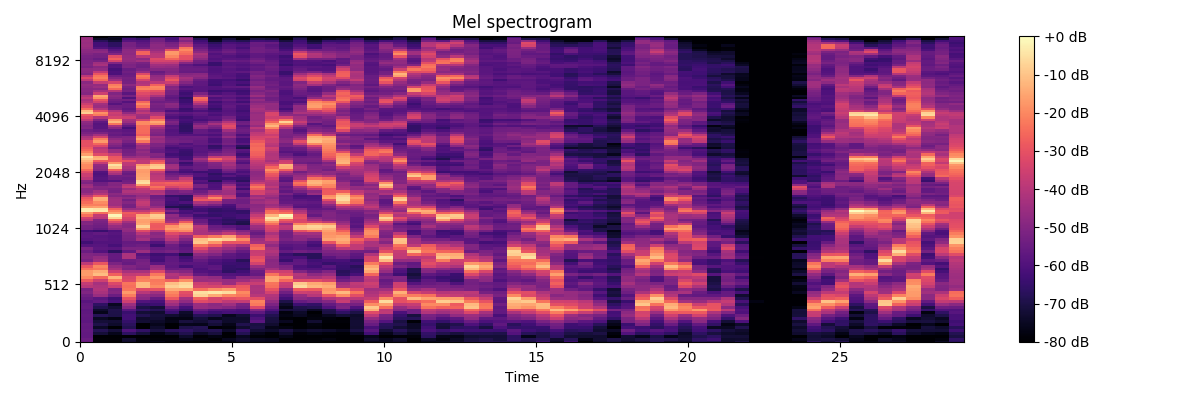 Mel spectrogram
8192
4096
2048
1024
512
0
Hz
0 5 10 15 20 25
Time
+0 dB
-10 dB
-20 dB
-30 dB
-40 dB
-50 dB
-60 dB
-70 dB
-80 dB